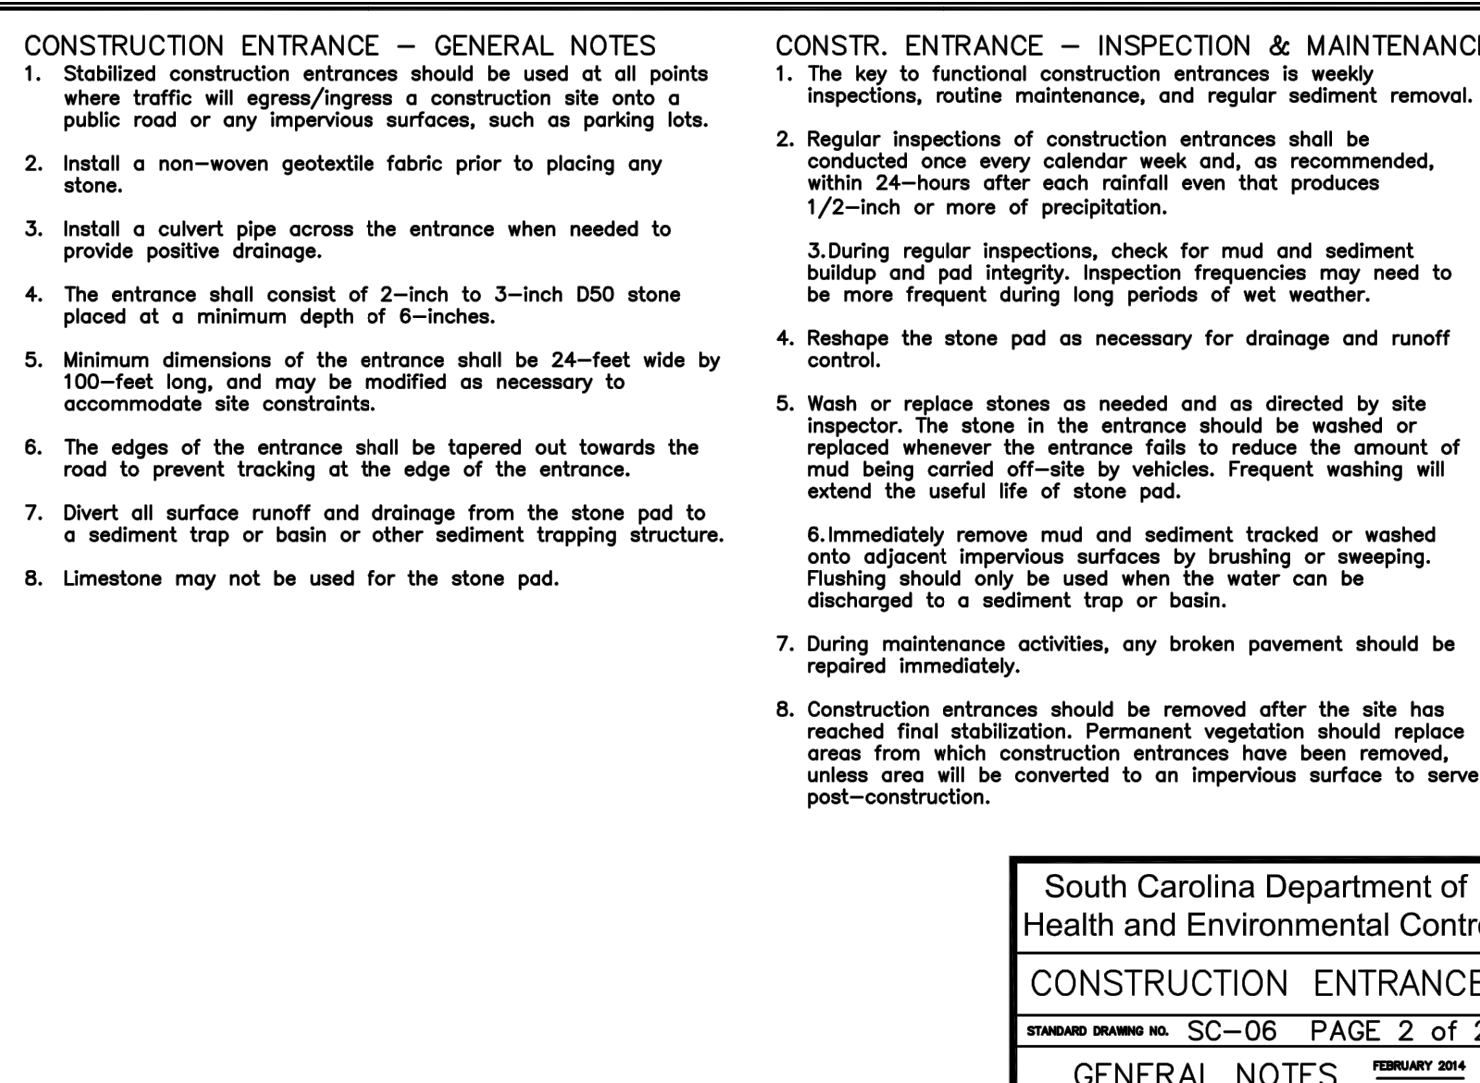 CONSTRUCTION ENTRANCE – GENERAL NOTES
1. Stabilized construction entrances should be used at all points
where traffic will egress/ingress a construction site onto a
public road or any impervious surfaces, such as parking lots.
2. Install a non–woven geotextile fabric prior to placing any
stone.
3. Install a culvert pipe across the entrance when needed to
provide positive drainage.
4. The entrance shall consist of 2–inch to 3–inch D50 stone
placed at a minimum depth of 6–inches.
5. Minimum dimensions of the entrance shall be 24–feet wide by
100–feet long, and may be modified as necessary to
accommodate site constraints.
6. The edges of the entrance shall be tapered out towards the
road to prevent tracking at the edge of the entrance.
7. Divert all surface runoff and drainage from the stone pad to
a sediment trap or basin or other sediment trapping structure.
8. Limestone may not be used for the stone pad.
CONSTR. ENTRANCE – INSPECTION & MAINTENANCE
1. The key to functional construction entrances is weekly
inspections, routine maintenance, and regular sediment removal.
2. Regular inspections of construction entrances shall be
conducted once every calendar week and, as recommended,
within 24–hours after each rainfall even that produces
1/2–inch or more of precipitation.
3.During regular inspections, check for mud and sediment
buildup and pad integrity. Inspection frequencies may need to
be more frequent during long periods of wet weather.
4. Reshape the stone pad as necessary for drainage and runoff
control.
5. Wash or replace stones as needed and as directed by site
inspector. The stone in the entrance should be washed or
replaced whenever the entrance fails to reduce the amount of
mud being carried off–site by vehicles. Frequent washing will
extend the useful life of stone pad.
6.Immediately remove mud and sediment tracked or washed
onto adjacent impervious surfaces by brushing or sweeping.
Flushing should only be used when the water can be
discharged to a sediment trap or basin.
7. During maintenance activities, any broken pavement should be
repaired immediately.
8. Construction entrances should be removed after the site has
reached final stabilization. Permanent vegetation should replace
areas from which construction entrances have been removed,
unless area will be converted to an impervious surface to serve
post–construction.
South Carolina Department of
Health and Environmental Contr
CONSTRUCTION ENTRANCE
STANDARD DRAWING NO. SC–06 PAGE 2 of 2
GENERAL NOTES FEBRUARY 2014